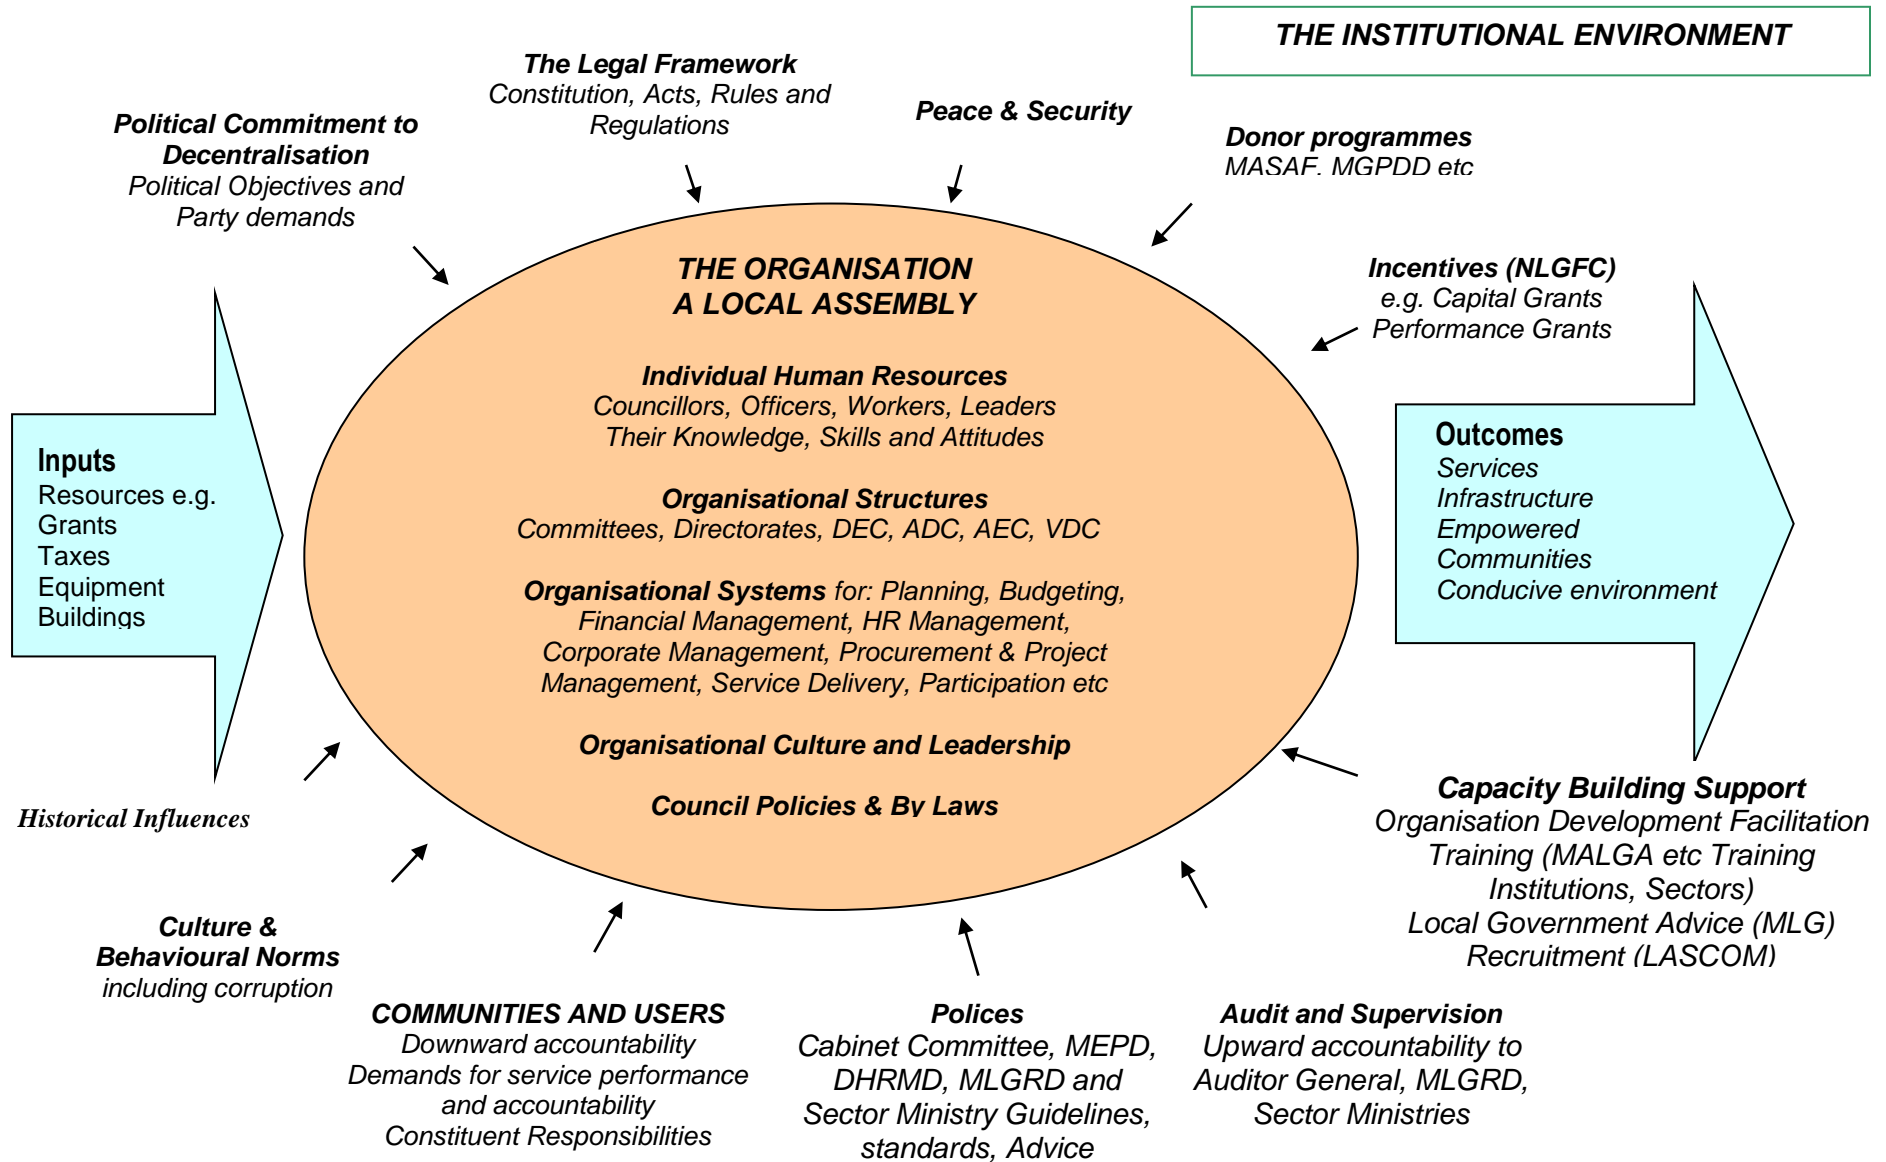 THE INSTITUTIONAL ENVIRONMENT
The Legal Framework
Constitution, Acts, Rules and
Regulations
Peace & Security
Political Commitment to
Decentralisation
Political Objectives and
Party demands
Donor programmes
MASAF, MGPDD etc
Incentives (NLGFC)
e.g. Capital Grants
Performance Grants
THE ORGANISATION
A LOCAL ASSEMBLY
Individual Human Resources
Councillors, Officers, Workers, Leaders
Their Knowledge, Skills and Attitudes
Organisational Structures
Committees, Directorates, DEC, ADC, AEC, VDC
Organisational Systems for: Planning, Budgeting,
Financial Management, HR Management,
Corporate Management, Procurement & Project
Management, Service Delivery, Participation etc
Organisational Culture and Leadership
Council Policies & By Laws
Inputs
Resources e.g.
Grants
Taxes
Equipment
Buildings
Outcomes
Services
Infrastructure
Empowered
Communities
Conducive environment
Historical Influences
Culture &
Behavioural Norms
including corruption
COMMUNITIES AND USERS
Downward accountability
Demands for service performance
and accountability
Constituent Responsibilities
Polices
Cabinet Committee, MEPD,
DHRMD, MLGRD and
Sector Ministry Guidelines,
standards, Advice
Audit and Supervision
Upward accountability to
Auditor General, MLGRD,
Sector Ministries
Capacity Building Support
Organisation Development Facilitation
Training (MALGA etc Training
Institutions, Sectors)
Local Government Advice (MLG)
Recruitment (LASCOM)